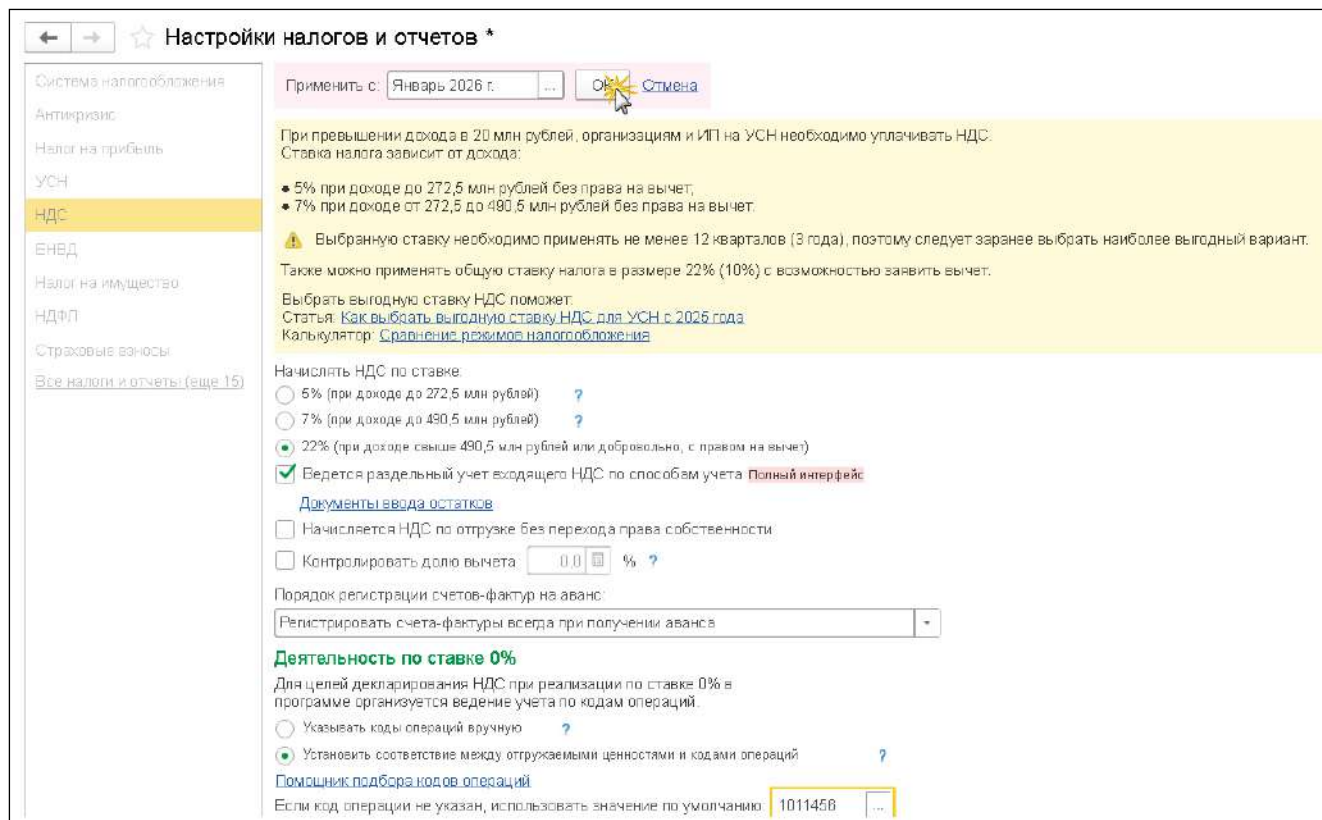 Настройки налогов и отчетов *
Система налогообложения
Антикризис
Налог на прибыль
УСН
НДС
ЕНВД
Налог на имущество
НДФЛ
Страховые взносы
Все налоги и отчеты (еще 15)
Применить с: Январь 2026 г. ... ОК Отмена
При превышении дохода в 20 млн рублей, организациям и ИП на УСН необходимо уплачивать НДС.
Ставка налога зависит от дохода:
• 5% при доходе до 272,5 млн рублей без права на вычет;
• 7% при доходе от 272,5 до 490,5 млн рублей без права на вычет.
Выбранную ставку необходимо применять не менее 12 кварталов (3 года), поэтому следует заранее выбрать наиболее выгодный вариант.
Также можно применять общую ставку налога в размере 22% (10%) с возможностью заявить вычет.
Выбрать выгодную ставку НДС поможет:
Статья: Как выбрать выгодную ставку НДС для УСН с 2025 года
Калькулятор: Сравнение режимов налогообложения
Начислять НДС по ставке:
5% (при доходе до 272,5 млн рублей) ?
7% (при доходе до 490,5 млн рублей) ?
22% (при доходе свыше 490,5 млн рублей или добровольно, с правом на вычет)
Ведется раздельный учет входящего НДС по способам учета Полный интерфейс
Документы ввода остатков
Начисляется НДС по отгрузке без перехода права собственности
Контролировать долю вычета 0,0 % ?
Порядок регистрации счетов-фактур на аванс:
Регистрировать счета-фактуры всегда при получении аванса
Деятельность по ставке 0%
Для целей декларирования НДС при реализации по ставке 0% в
программе организуется ведение учета по кодам операций.
Указывать коды операций вручную ?
Установить соответствие между отгружаемыми ценностями и кодами операций ?
Помощник подбора кодов операций
Если код операции не указан, использовать значение по умолчанию: 1011456 ...